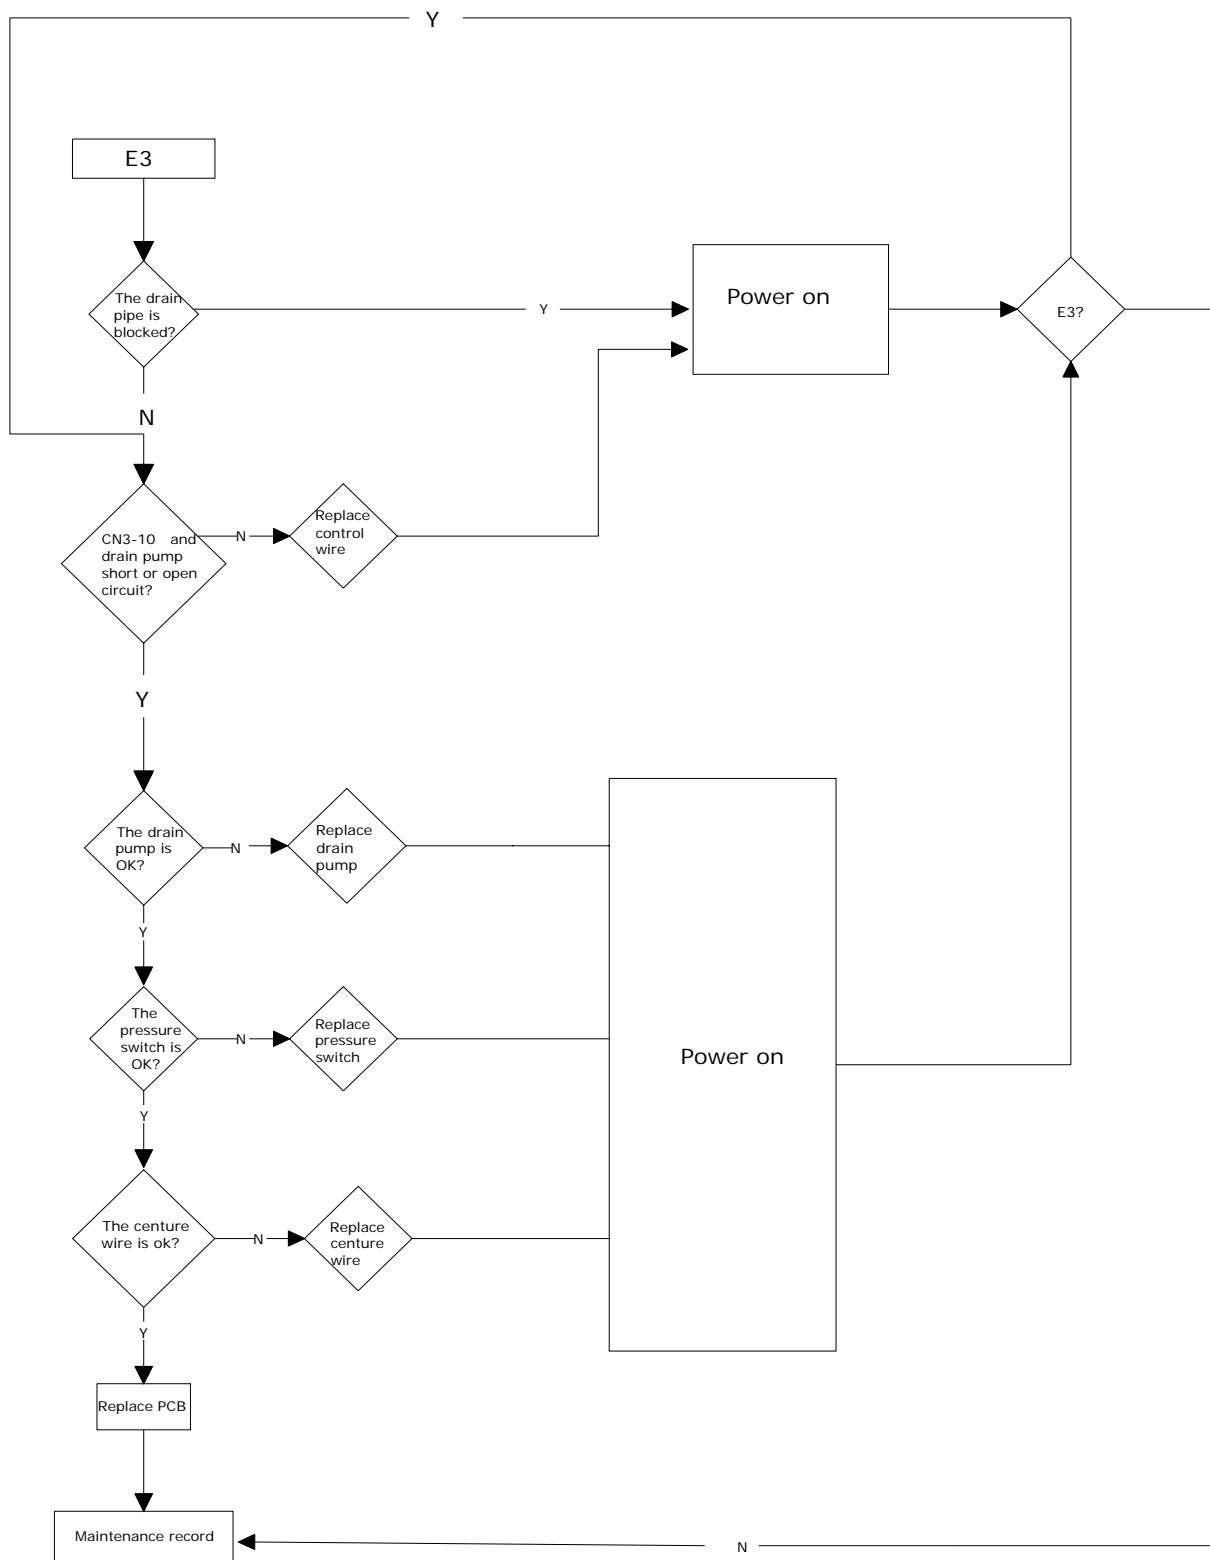 Y
E3
The drain
pipe is
blocked?
Y
Power on
E3?
N
CN3-10 and
drain pump
short or open
circuit?
N
Replace
control
wire
Y
The drain
pump is
OK?
N
Replace
drain
pump
Y
The
pressure
switch is
OK?
N
Replace
pressure
switch
Power on
Y
The centure
wire is ok?
N
Replace
centure
wire
Y
Replace PCB
Maintenance record
N